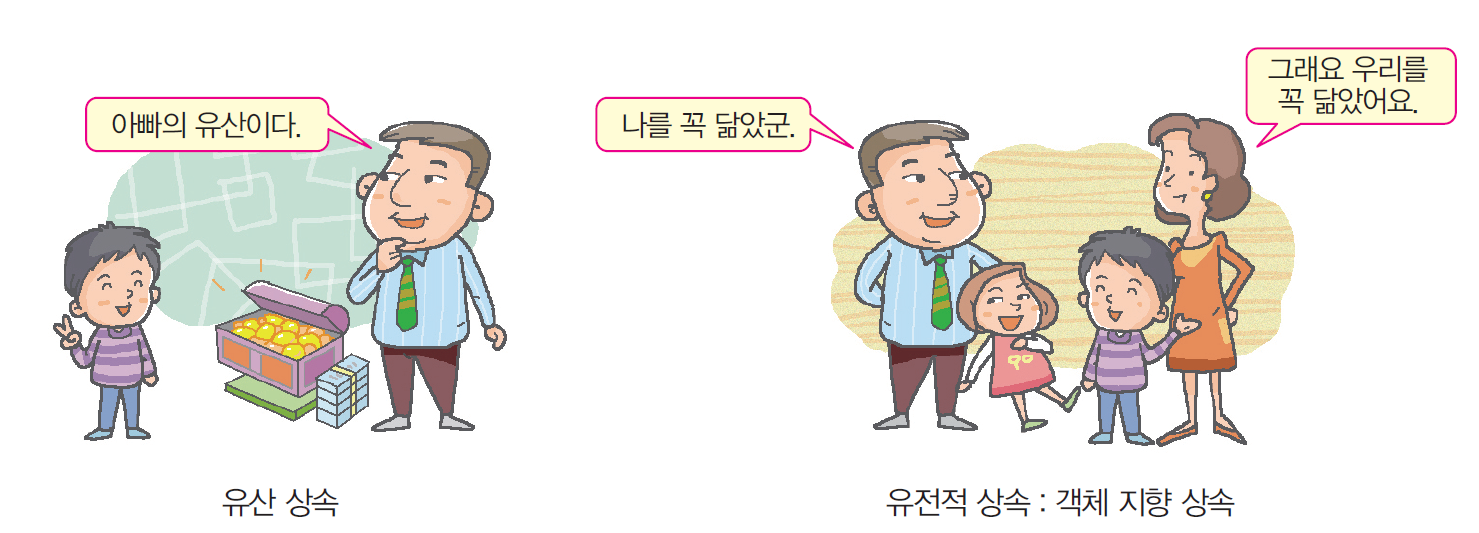 아빠의 유산이다.
나를 꼭 닮았군.
그래요 우리를
꼭 닮았어요.
유산 상속
유전적 상속 : 객체 지향 상속